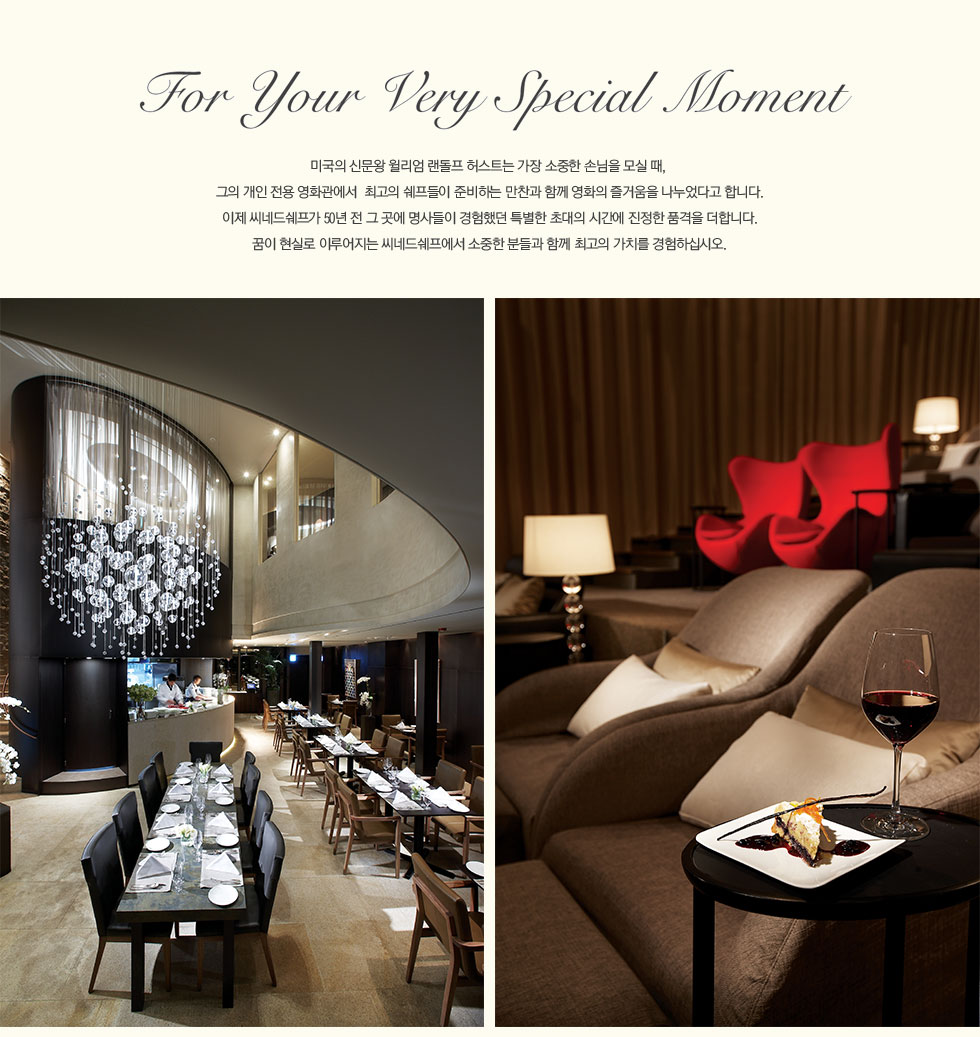 For Your Very Special Moment
미국의 신문왕 윌리엄 랜돌프 허스트는 가장 소중한 손님을 모실 때,
그의 개인 전용 영화관에서 최고의 쉐프들이 준비하는 만찬과 함께 영화의 즐거움을 나누었다고 합니다.
이제 씨네드쉐프가 50년 전 그 곳에 명사들이 경험했던 특별한 초대의 시간에 진정한 품격을 더합니다.
꿈이 현실로 이루어지는 씨네드쉐프에서 소중한 분들과 함께 최고의 가치를 경험하십시오.